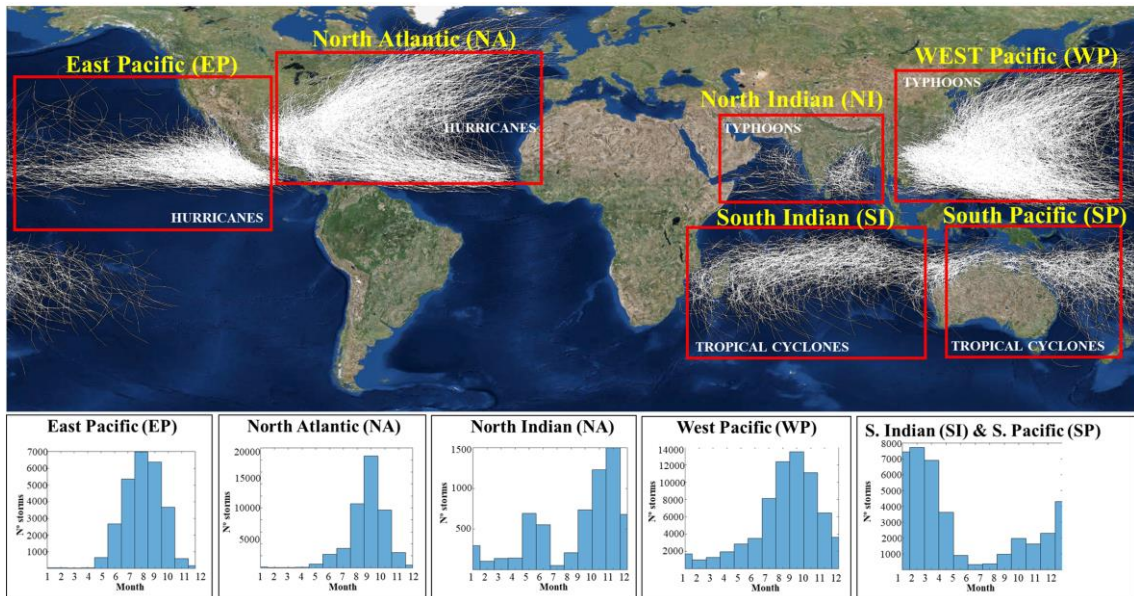 North Atlantic (NA)
East Pacific (EP)
WEST Pacific (WP)
TYPHOONS
North Indian (NI)
TYPHOONS
HURRICANES
HURRICANES
South Indian (SI)
South Pacific (SP)
TROPICAL CYCLONES
TROPICAL CYCLONES
East Pacific (EP)
7000
6000
5000
4000
3000
2000
1000
Nº storms
1 2 3 4 5 6 7 8 9 10 11 12
Month
North Atlantic (NA)
20000
15000
10000
5000
Nº storms
1 2 3 4 5 6 7 8 9 10 11 12
Month
North Indian (NA)
1500
1000
500
Nº storms
1 2 3 4 5 6 7 8 9 10 11 12
Month
West Pacific (WP)
14000
12000
10000
8000
6000
4000
2000
Nº storms
1 2 3 4 5 6 7 8 9 10 11 12
Month
S. Indian (SI) & S. Pacific (SP)
8000
7000
6000
5000
4000
3000
2000
1000
Nº storms
1 2 3 4 5 6 7 8 9 10 11 12
Month